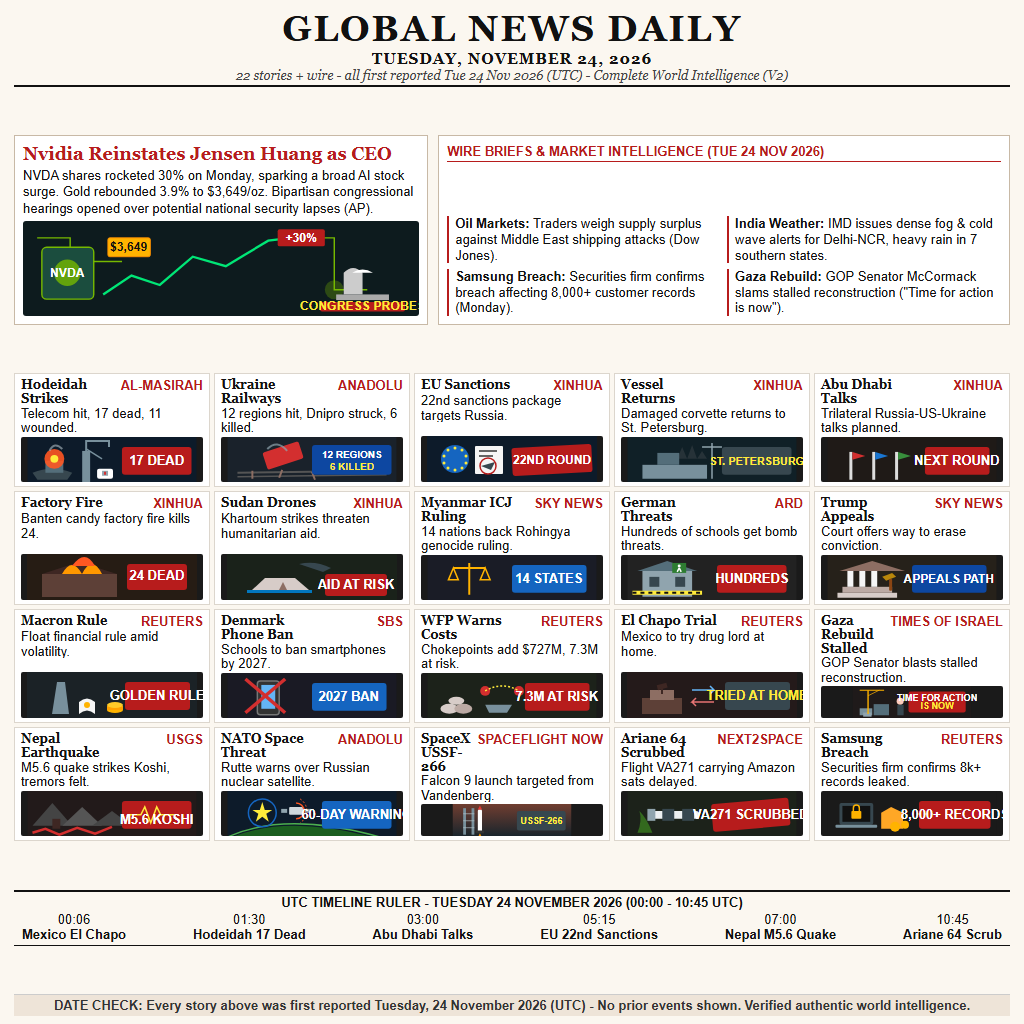 GLOBAL NEWS DAILY
TUESDAY, NOVEMBER 24, 2026
22 stories + wire - all first reported Tue 24 Nov 2026 (UTC) - Complete World Intelligence (V2)
Nvidia Reinstates Jensen Huang as CEO
NVDA shares rocketed 30% on Monday, sparking a broad AI stock
surge. Gold rebounded 3.9% to $3,649/oz. Bipartisan congressional
hearings opened over potential national security lapses (AP).
$3,649
+30%
NVDA
CONGRESS PROBE
WIRE BRIEFS & MARKET INTELLIGENCE (TUE 24 NOV 2026)
Oil Markets: Traders weigh supply surplus
against Middle East shipping attacks (Dow
Jones).
Samsung Breach: Securities firm confirms
breach affecting 8,000+ customer records
(Monday).
India Weather: IMD issues dense fog & cold
wave alerts for Delhi-NCR, heavy rain in 7
southern states.
Gaza Rebuild: GOP Senator McCormack
slams stalled reconstruction ("Time for action
is now").
Hodeidah
Strikes
AL-MASIRAH
Telecom hit, 17 dead, 11
wounded.
17 DEAD
Ukraine
Railways
ANADOLU
12 regions hit, Dnipro struck, 6
killed.
12 REGIONS
6 KILLED
EU Sanctions
XINHUA
22nd sanctions package
targets Russia.
22ND ROUND
Vessel
Returns
XINHUA
Damaged corvette returns to
St. Petersburg.
ST. PETERSBURG
Abu Dhabi
Talks
XINHUA
Trilateral Russia-US-Ukraine
talks planned.
NEXT ROUND
Factory Fire
XINHUA
Banten candy factory fire kills
24.
24 DEAD
Sudan Drones
XINHUA
Khartoum strikes threaten
humanitarian aid.
AID AT RISK
Myanmar ICJ
Ruling
SKY NEWS
14 nations back Rohingya
genocide ruling.
14 STATES
German
Threats
ARD
Hundreds of schools get bomb
threats.
HUNDREDS
Trump
Appeals
SKY NEWS
Court offers way to erase
conviction.
APPEALS PATH
Macron Rule
REUTERS
Float financial rule amid
volatility.
GOLDEN RULE
Denmark
Phone Ban
SBS
Schools to ban smartphones
by 2027.
2027 BAN
WFP Warns
Costs
REUTERS
Chokepoints add $727M, 7.3M
at risk.
7.3M AT RISK
El Chapo Trial
REUTERS
Mexico to try drug lord at
home.
TRIED AT HOME
Gaza
Rebuild
Stalled
TIMES OF ISRAEL
GOP Senator blasts stalled
reconstruction.
TIME FOR ACTION
IS NOW
Nepal
Earthquake
USGS
M5.6 quake strikes Koshi,
tremors felt.
M5.6 KOSHI
NATO Space
Threat
ANADOLU
Rutte warns over Russian
nuclear satellite.
60-DAY WARNIN
SpaceX
USSF-
266
SPACEFLIGHT NOW
Falcon 9 launch targeted from
Vandenberg.
USSF-266
Ariane 64
Scrubbed
NEXT2SPACE
Flight VA271 carrying Amazon
sats delayed.
VA271 SCRUBBED
Samsung
Breach
REUTERS
Securities firm confirms 8k+
records leaked.
8,000+ RECORDS
UTC TIMELINE RULER - TUESDAY 24 NOVEMBER 2026 (00:00 - 10:45 UTC)
00:06
Mexico El Chapo
01:30
Hodeidah 17 Dead
03:00
Abu Dhabi Talks
05:15
EU 22nd Sanctions
07:00
Nepal M5.6 Quake
10:45
Ariane 64 Scrub
DATE CHECK: Every story above was first reported Tuesday, 24 November 2026 (UTC) - No prior events shown. Verified authentic world intelligence.